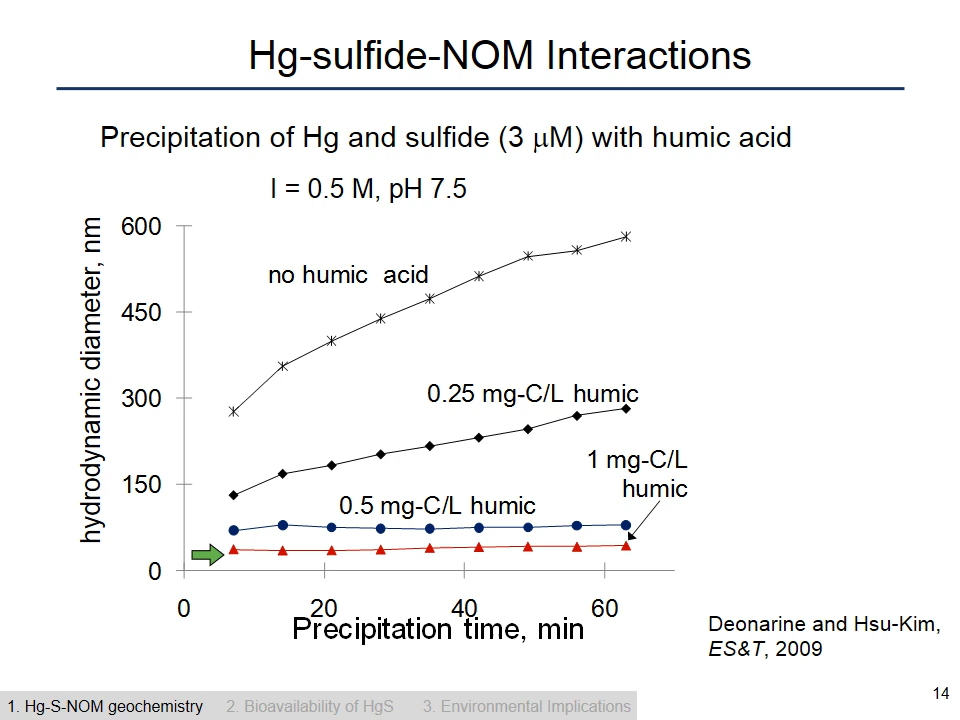 Hg-sulfide-NOM Interactions
Precipitation of Hg and sulfide (3 μM) with humic acid
I = 0.5 M, pH 7.5
hydrodynamic diameter, nm
600
450
300
150
0
no humic acid
0.25 mg-C/L humic
1 mg-C/L
humic
0.5 mg-C/L humic
0
20
40
60
Precipitation time, min
Deonarine and Hsu-Kim,
ES&T, 2009
1. Hg-S-NOM geochemistry 2. Bioavailability of HgS 3. Environmental Implications
14